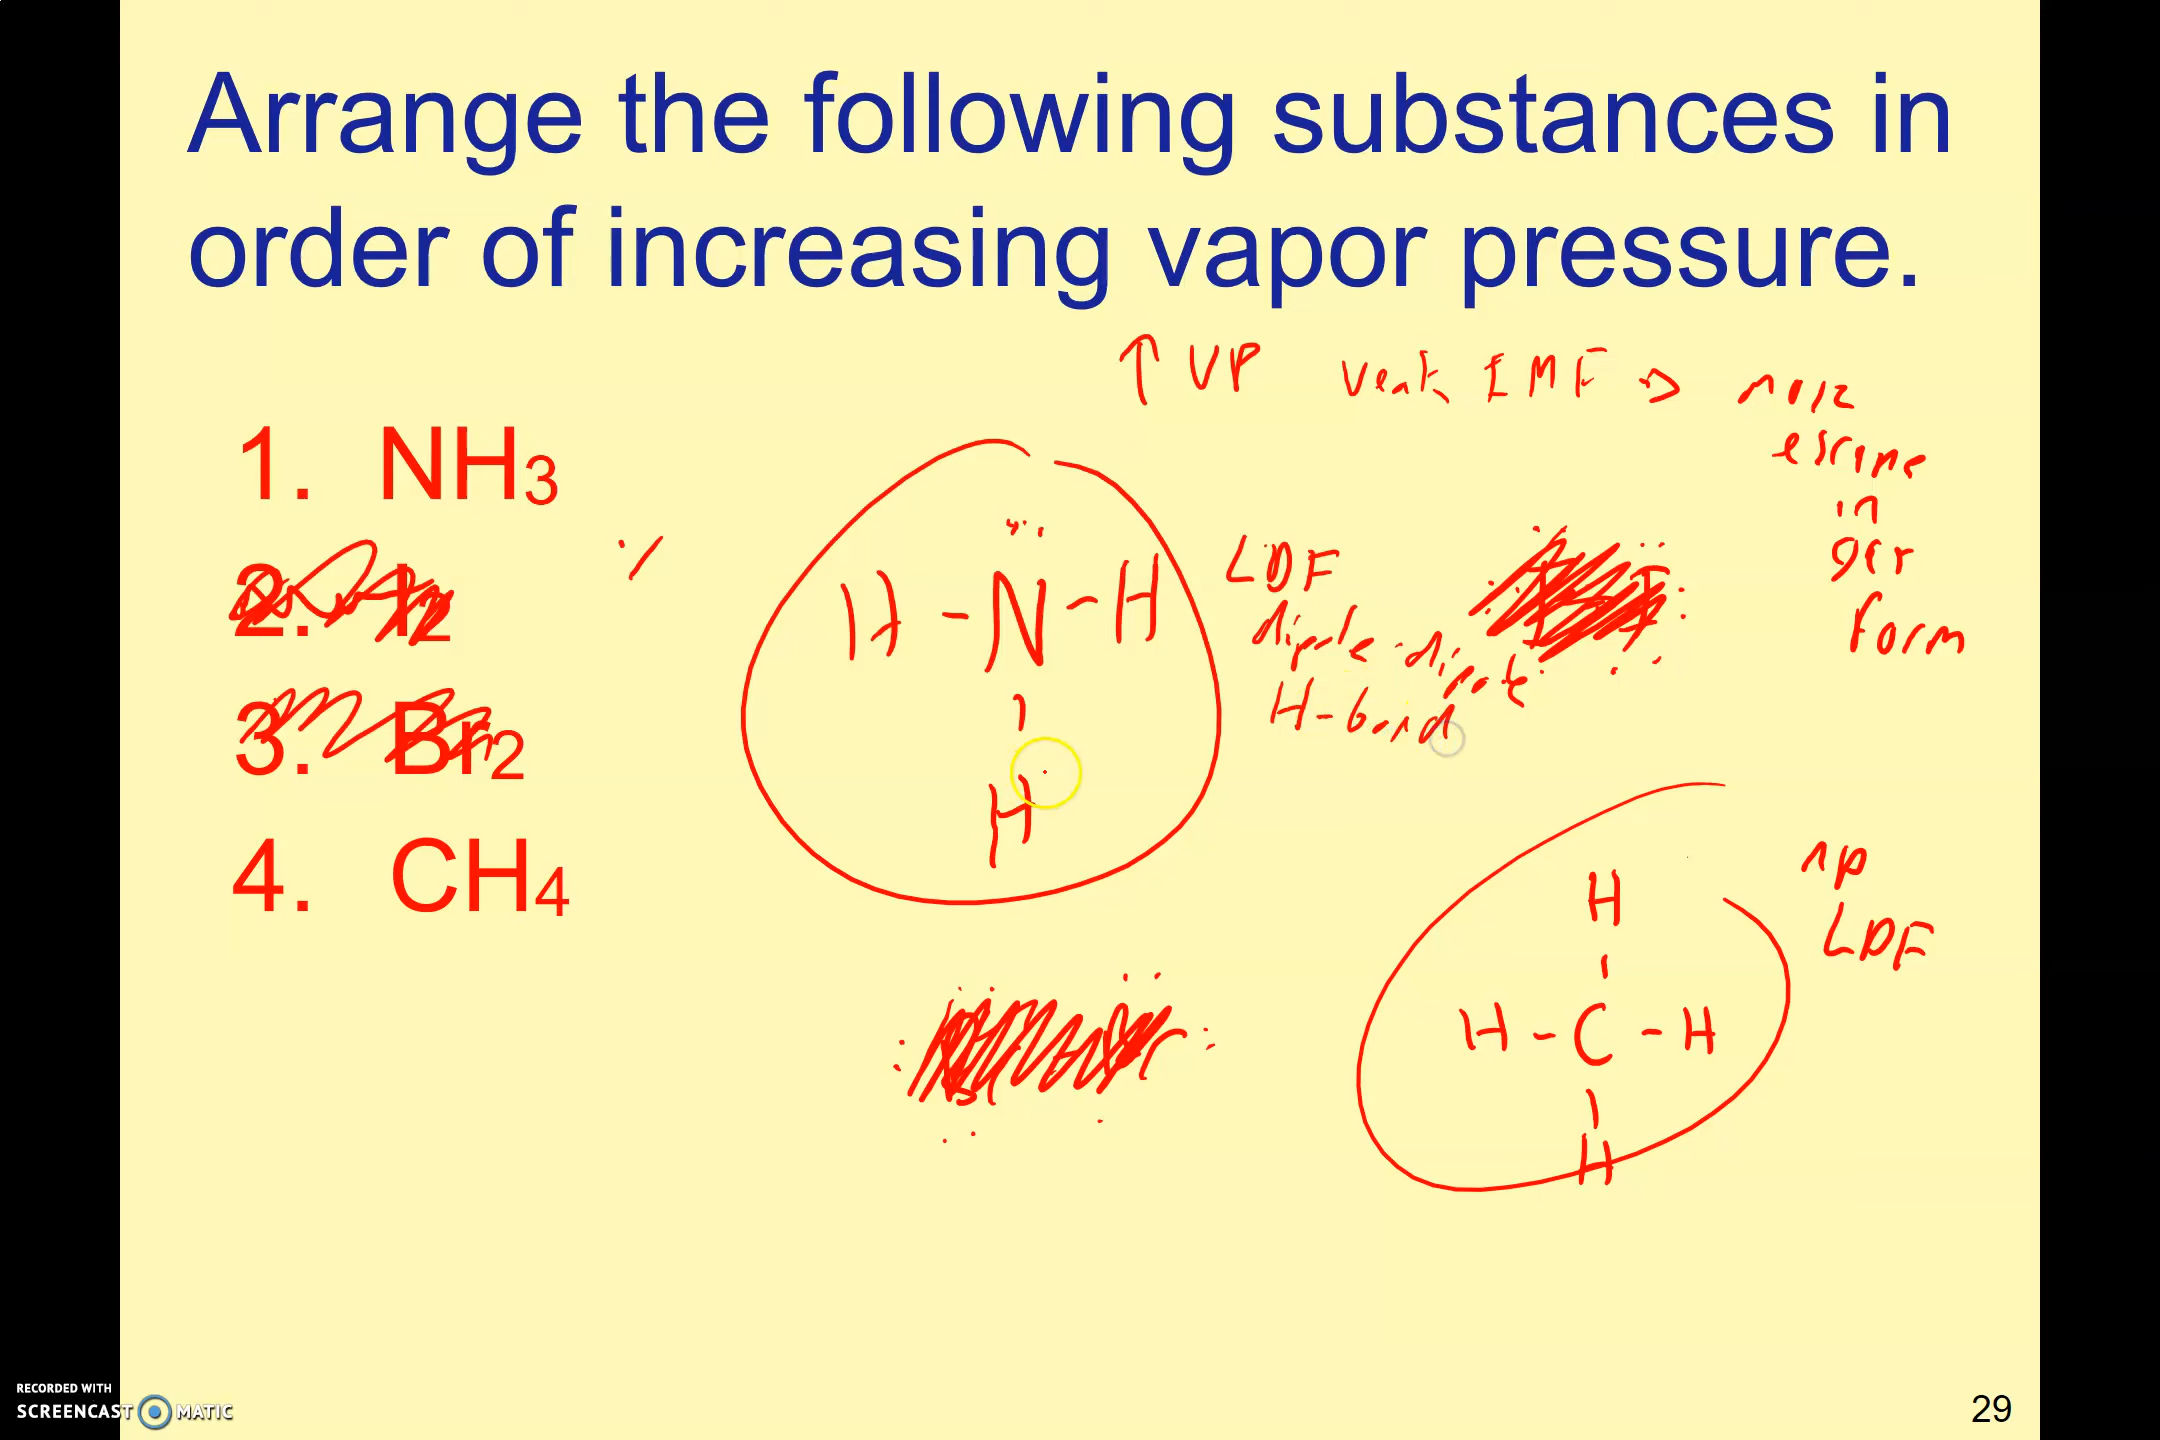 Arrange the following substances in
order of increasing vapor pressure.
↑ VP weak IMF → more
escape
in
gas
form
1. NH3
2. I2
3. Br2
4. CH4
H - N - H
H
LDF
dipole-dipole
H-bond
I-I
np
LDF
H
H - C - H
H
RECORDED WITH
SCREENCAST MATIC
29